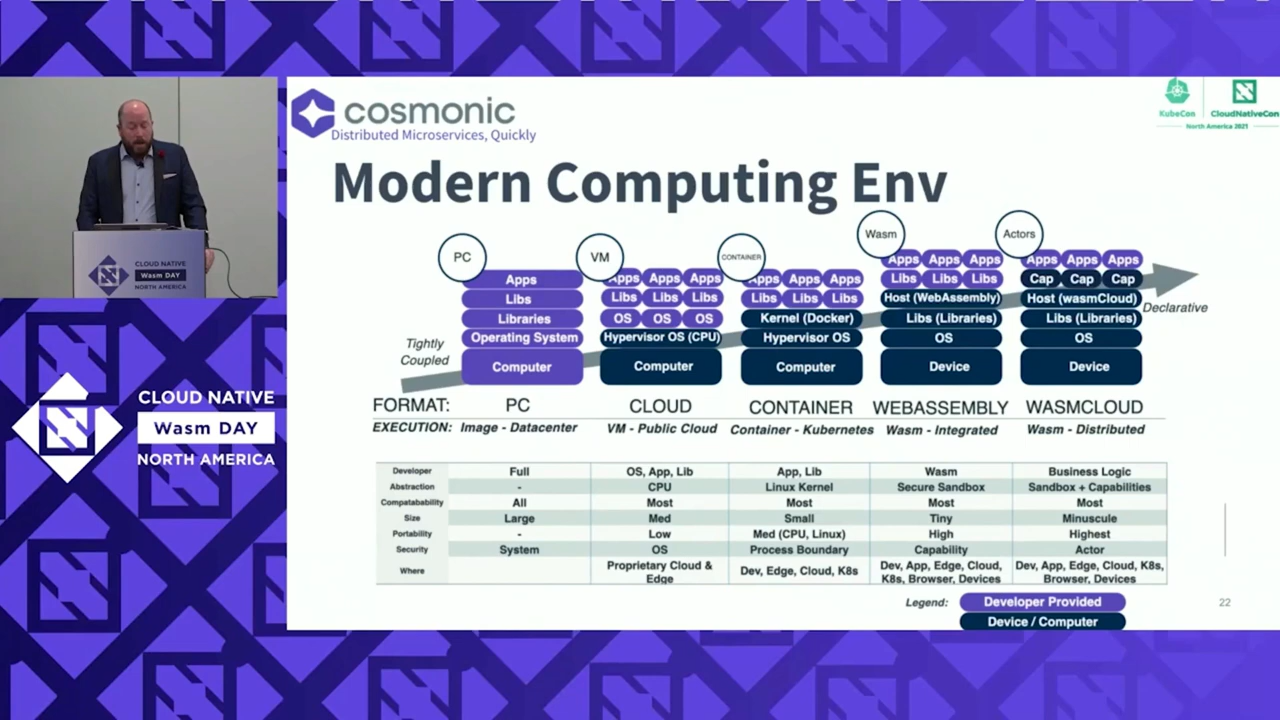 CLOUD NATIVE
Wasm DAY
NORTH AMERICA
CLOUD NATIVE
Wasm DAY
NORTH AMERICA
cosmonic
Distributed Microservices, Quickly
KubeCon
CloudNativeCon
North America 2021
Modern Computing Env
PC
VM
CONTAINER
Wasm
Actors
Apps
Libs
Libraries
Operating System
Computer
Apps Apps Apps
Libs Libs Libs
OS OS OS
Hypervisor OS (CPU)
Computer
Apps Apps Apps
Libs Libs Libs
Kernel (Docker)
Hypervisor OS
Computer
Apps Apps Apps
Libs Libs Libs
Host (WebAssembly)
Libs (Libraries)
OS
Device
Apps Apps Apps
Cap Cap Cap
Host (wasmCloud)
Libs (Libraries)
OS
Device
Tightly
Coupled
Declarative
FORMAT: PC CLOUD CONTAINER WEBASSEMBLY WASMCLOUD
EXECUTION: Image - Datacenter VM - Public Cloud Container - Kubernetes Wasm - Integrated Wasm - Distributed
Developer Full OS, App, Lib App, Lib Wasm Business Logic
Abstraction - CPU Linux Kernel Secure Sandbox Sandbox + Capabilities
Compatabability All Most Most Most Most
Size Large Med Small Tiny Minuscule
Portability - Low Med (CPU, Linux) High Highest
Security System OS Process Boundary Capability Actor
Where Proprietary Cloud & Edge Dev, Edge, Cloud, K8s Dev, App, Edge, Cloud, K8s, Browser, Devices Dev, App, Edge, Cloud, K8s, Browser, Devices
Legend: Developer Provided
Device / Computer
22